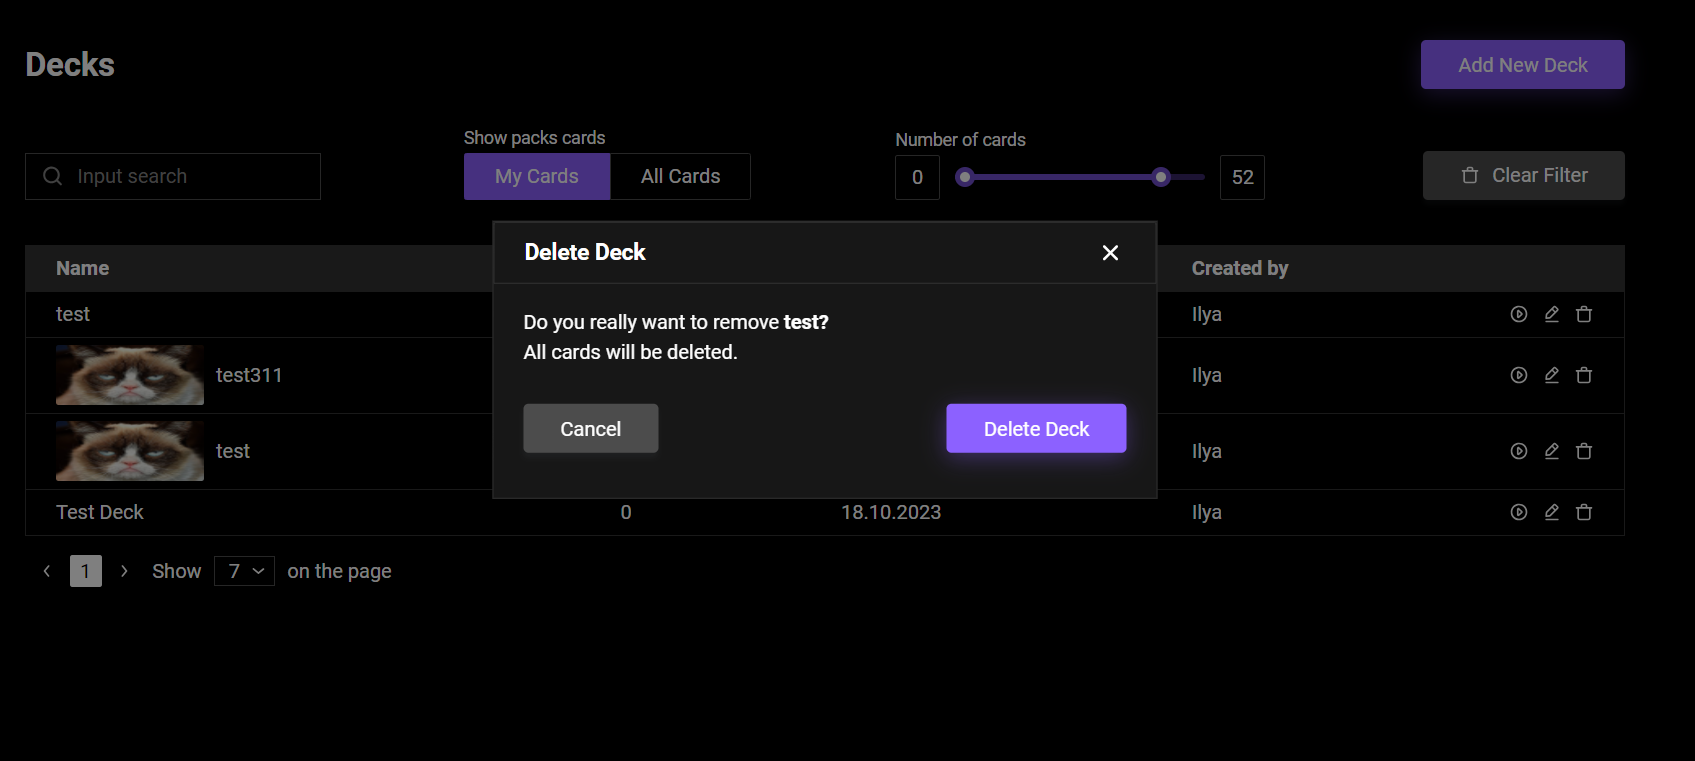 Decks
Add New Deck
Show packs cards
Number of cards
Input search
My Cards
All Cards
0
52
Clear Filter
Delete Deck
Do you really want to remove test?
All cards will be deleted.
Cancel
Delete Deck
Name
Created by
test
Ilya
test311
Ilya
test
Ilya
Test Deck
0
18.10.2023
Ilya
1
Show
7
on the page